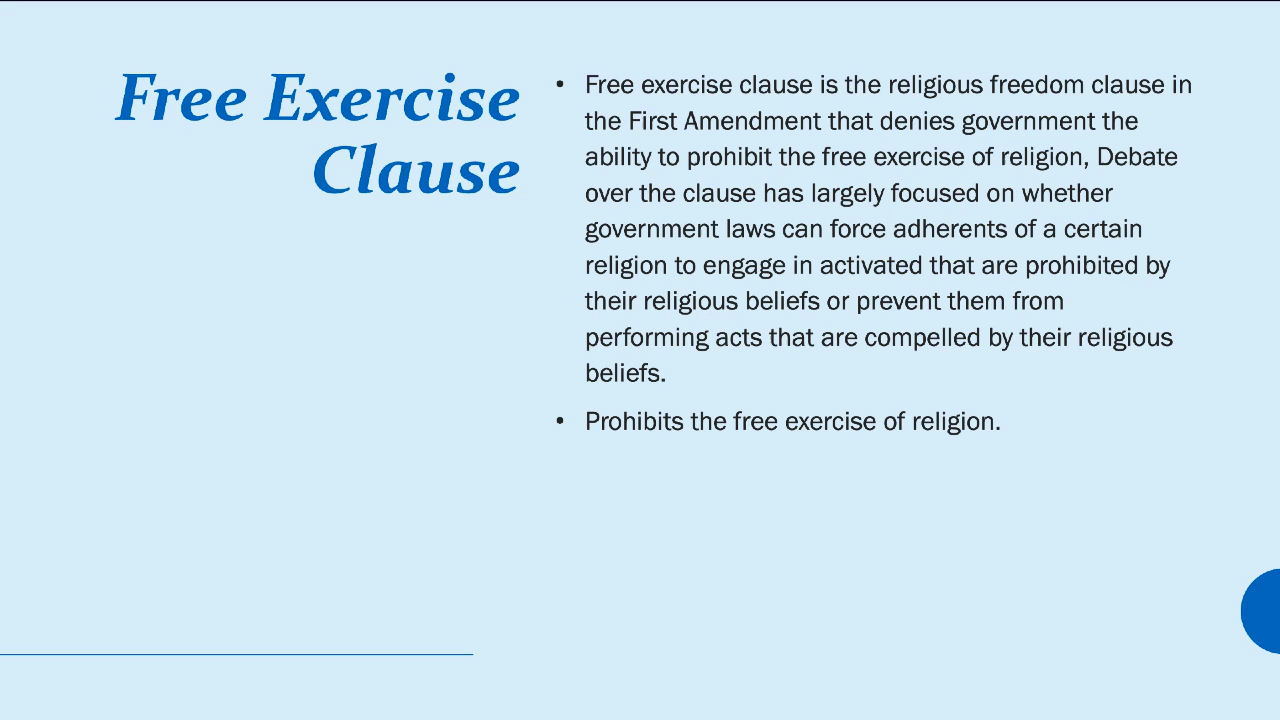 Free Exercise
Clause
• Free exercise clause is the religious freedom clause in
the First Amendment that denies government the
ability to prohibit the free exercise of religion, Debate
over the clause has largely focused on whether
government laws can force adherents of a certain
religion to engage in activated that are prohibited by
their religious beliefs or prevent them from
performing acts that are compelled by their religious
beliefs.
• Prohibits the free exercise of religion.